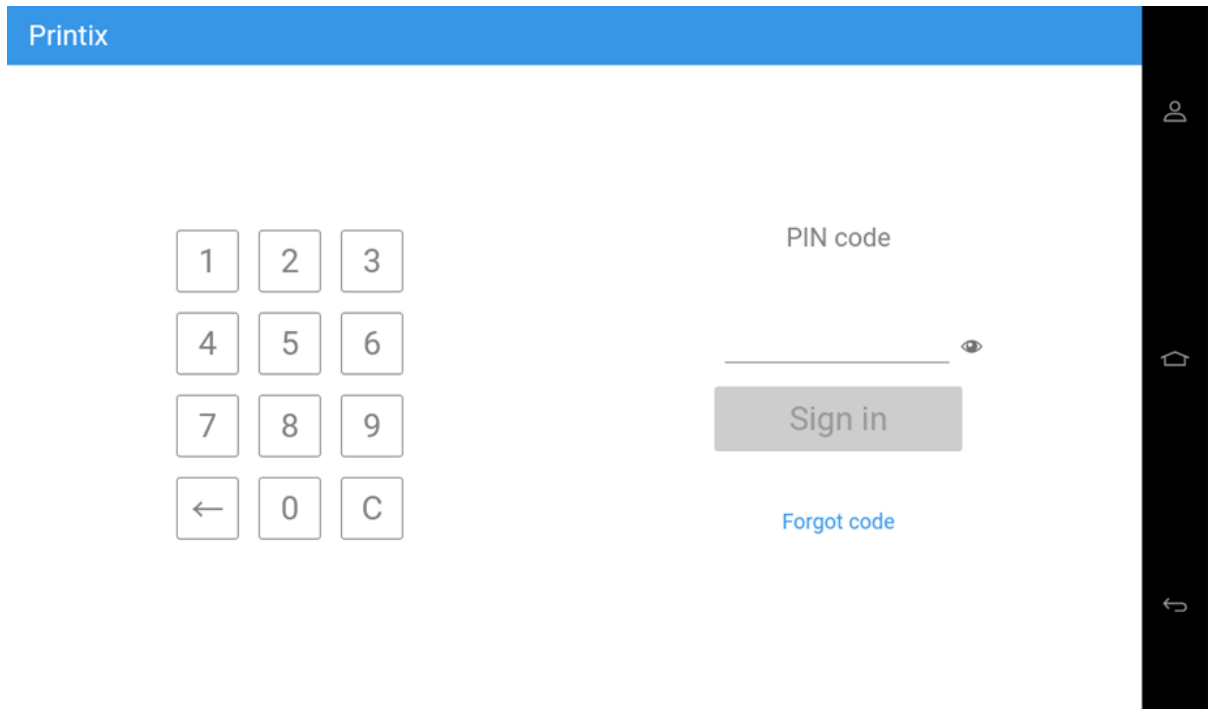 Printix
1 2 3
4 5 6
7 8 9
← 0 C
PIN code
Sign in
Forgot code